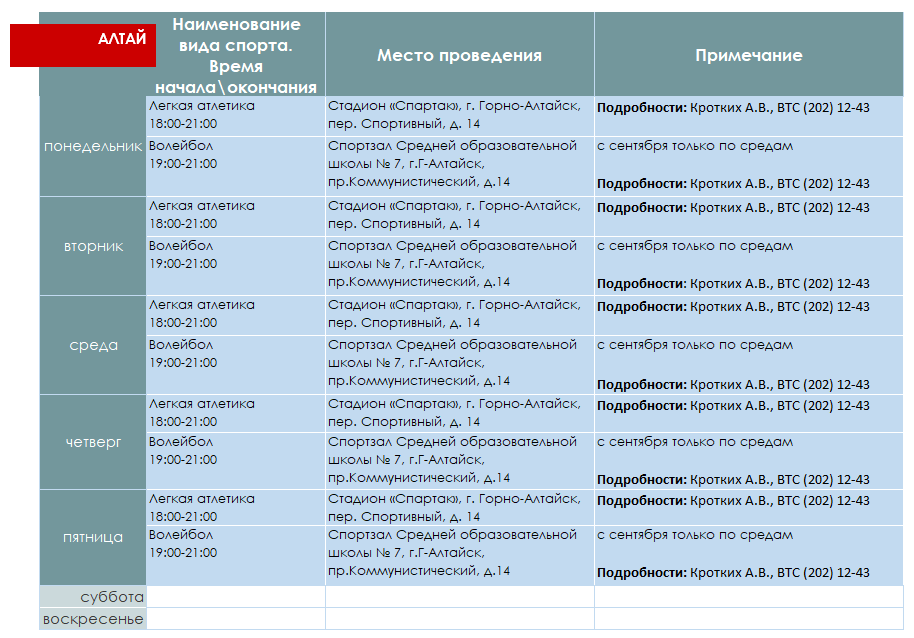 АЛТАЙ
Наименование
вида спорта.
Время
начала\окончания
Место проведения
Примечание
понедельник
Легкая атлетика
18:00-21:00
Стадион «Спартак», г. Горно-Алтайск,
пер. Спортивный, д. 14
Подробности: Кротких А.В., ВТС (202) 12-43
Волейбол
19:00-21:00
Спортзал Средней образовательной
школы № 7, г.Г-Алтайск,
пр.Коммунистический, д.14
с сентября только по средам
Подробности: Кротких А.В., ВТС (202) 12-43
вторник
Легкая атлетика
18:00-21:00
Стадион «Спартак», г. Горно-Алтайск,
пер. Спортивный, д. 14
Подробности: Кротких А.В., ВТС (202) 12-43
Волейбол
19:00-21:00
Спортзал Средней образовательной
школы № 7, г.Г-Алтайск,
пр.Коммунистический, д.14
с сентября только по средам
Подробности: Кротких А.В., ВТС (202) 12-43
среда
Легкая атлетика
18:00-21:00
Стадион «Спартак», г. Горно-Алтайск,
пер. Спортивный, д. 14
Подробности: Кротких А.В., ВТС (202) 12-43
Волейбол
19:00-21:00
Спортзал Средней образовательной
школы № 7, г.Г-Алтайск,
пр.Коммунистический, д.14
с сентября только по средам
Подробности: Кротких А.В., ВТС (202) 12-43
четверг
Легкая атлетика
18:00-21:00
Стадион «Спартак», г. Горно-Алтайск,
пер. Спортивный, д. 14
Подробности: Кротких А.В., ВТС (202) 12-43
Волейбол
19:00-21:00
Спортзал Средней образовательной
школы № 7, г.Г-Алтайск,
пр.Коммунистический, д.14
с сентября только по средам
Подробности: Кротких А.В., ВТС (202) 12-43
пятница
Легкая атлетика
18:00-21:00
Стадион «Спартак», г. Горно-Алтайск,
пер. Спортивный, д. 14
Подробности: Кротких А.В., ВТС (202) 12-43
Волейбол
19:00-21:00
Спортзал Средней образовательной
школы № 7, г.Г-Алтайск,
пр.Коммунистический, д.14
с сентября только по средам
Подробности: Кротких А.В., ВТС (202) 12-43
суббота
воскресенье